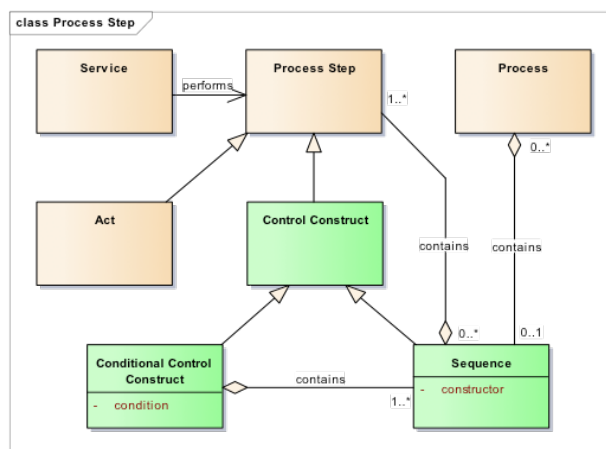 class Process Step
Service
Process Step
Process
performs
1..*
0..*
Act
Control Construct
contains
contains
0..*
0..1
Conditional Control
Construct
- condition
contains
1..*
Sequence
- constructor